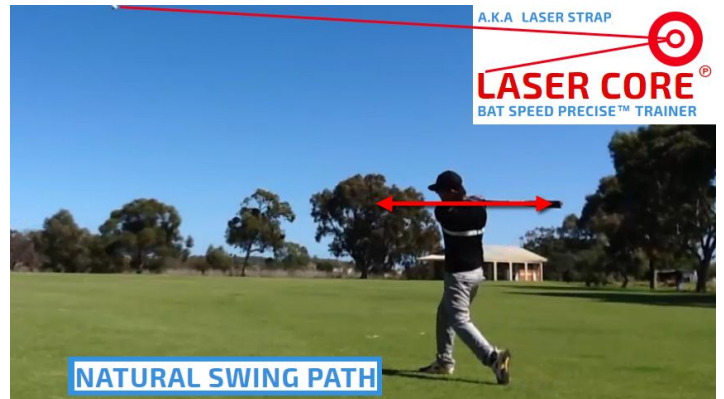 A.K.A LASER STRAP
LASER CORE ℗
BAT SPEED PRECISE™ TRAINER
NATURAL SWING PATH